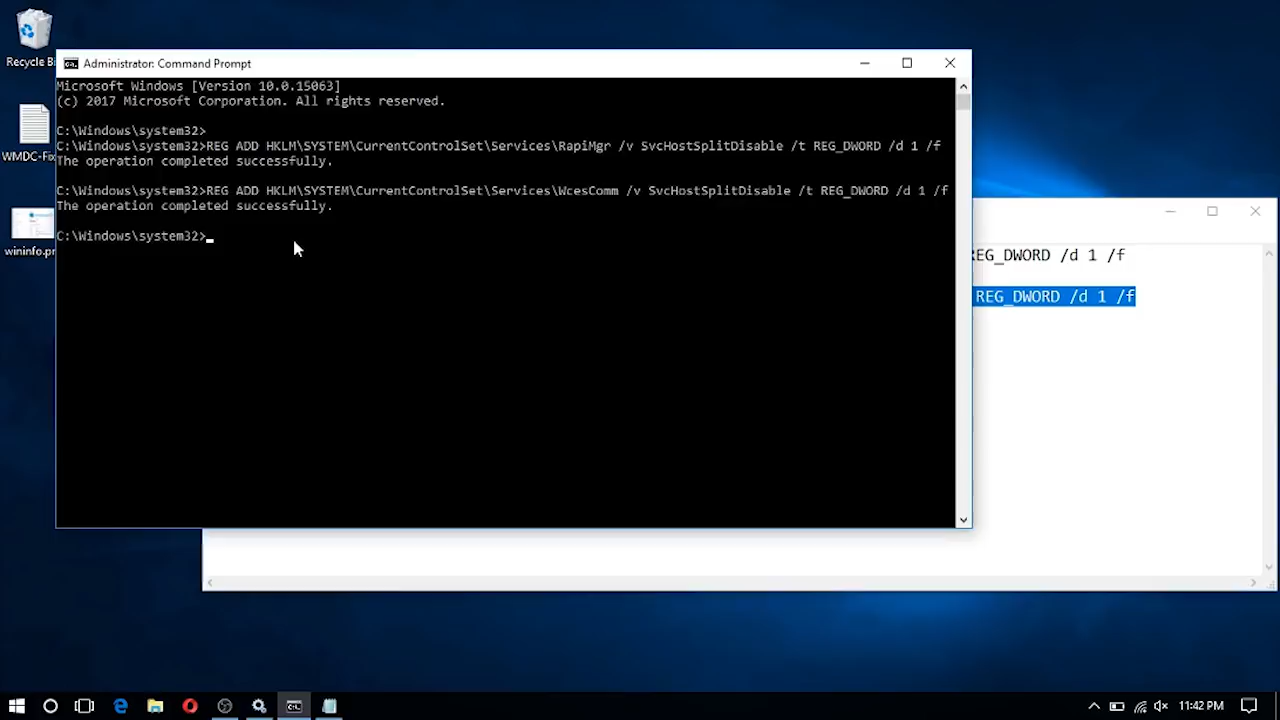 Recycle B
WMDC-Fix
wininfo.pr
Administrator: Command Prompt
Microsoft Windows [Version 10.0.15063]
(c) 2017 Microsoft Corporation. All rights reserved.
C:\Windows\system32>
C:\Windows\system32>REG ADD HKLM\SYSTEM\CurrentControlSet\Services\RapiMgr /v SvcHostSplitDisable /t REG_DWORD /d 1 /f
The operation completed successfully.
C:\Windows\system32>REG ADD HKLM\SYSTEM\CurrentControlSet\Services\WcesComm /v SvcHostSplitDisable /t REG_DWORD /d 1 /f
The operation completed successfully.
C:\Windows\system32>
REG_DWORD /d 1 /f
REG_DWORD /d 1 /f
11:42 PM